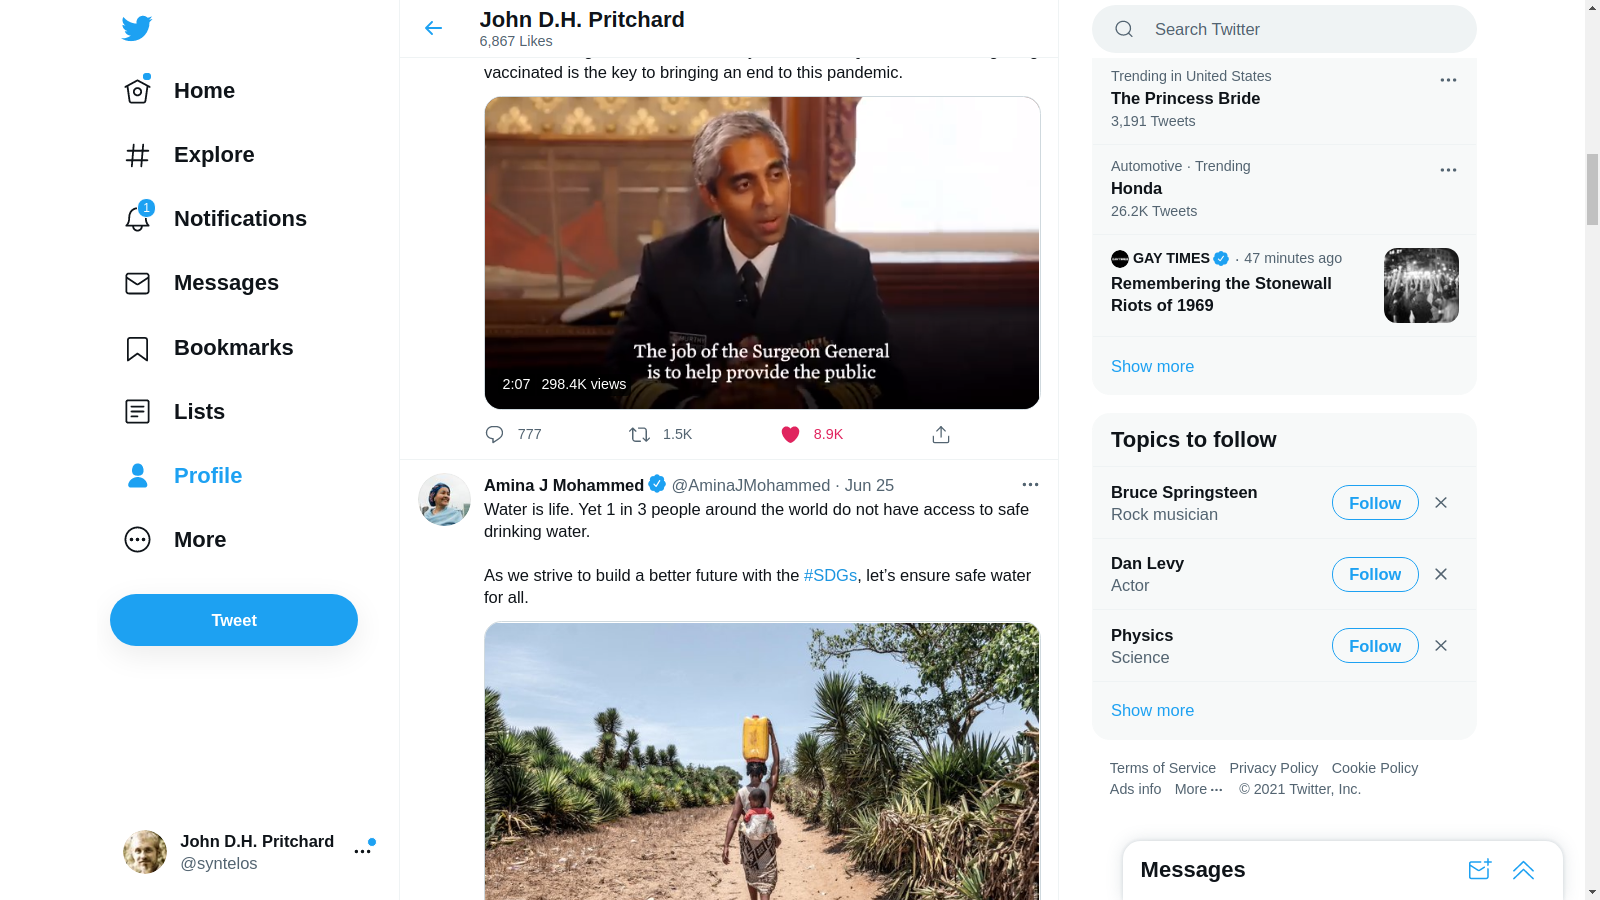 Home
Explore
1
Notifications
Messages
Bookmarks
Lists
Profile
More
Tweet
John D.H. Pritchard
@syntelos
John D.H. Pritchard
6,867 Likes
vaccinated is the key to bringing an end to this pandemic.
The job of the Surgeon General
is to help provide the public
2:07 298.4K views
777 1.5K 8.9K
Amina J Mohammed @AminaJMohammed · Jun 25
Water is life. Yet 1 in 3 people around the world do not have access to safe
drinking water.
As we strive to build a better future with the #SDGs, let’s ensure safe water
for all.
Search Twitter
Trending in United States
The Princess Bride
3,191 Tweets
Automotive · Trending
Honda
26.2K Tweets
GAY TIMES · 47 minutes ago
Remembering the Stonewall
Riots of 1969
Show more
Topics to follow
Bruce Springsteen
Rock musician
Follow
Dan Levy
Actor
Follow
Physics
Science
Follow
Show more
Terms of Service Privacy Policy Cookie Policy
Ads info More ··· © 2021 Twitter, Inc.
Messages